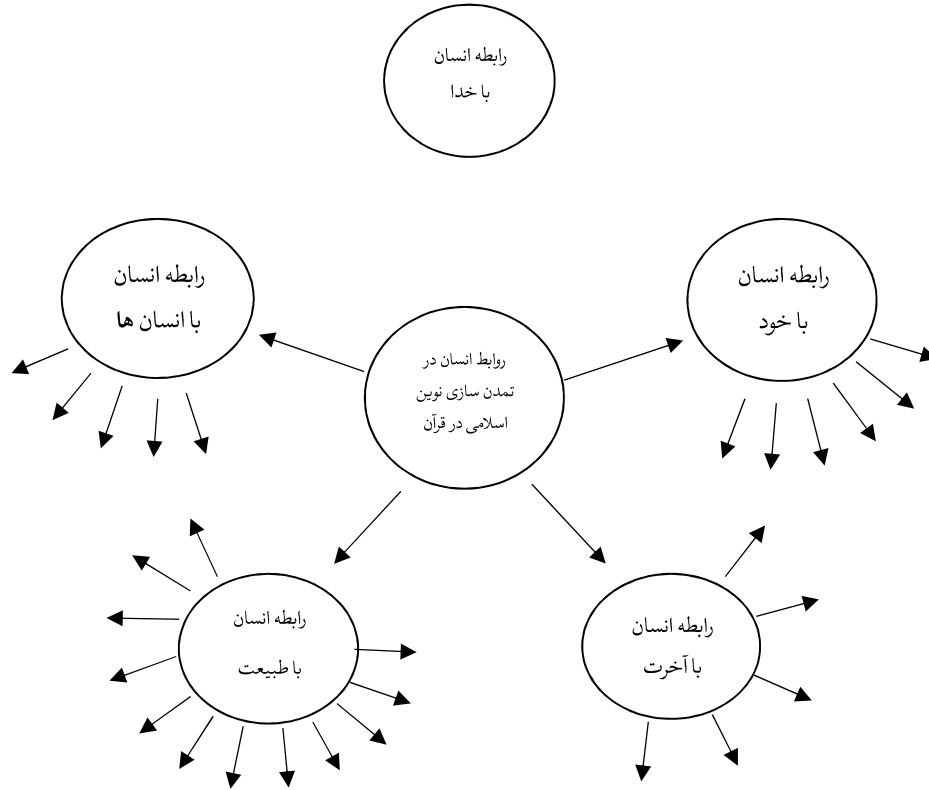 رابطه انسان
با خدا
رابطه انسان
با خود
رابطه انسان
با انسان ها
روابط انسان در
تمدن سازی نوین
اسلامی در قرآن
رابطه انسان
با آخرت
رابطه انسان
با طبیعت